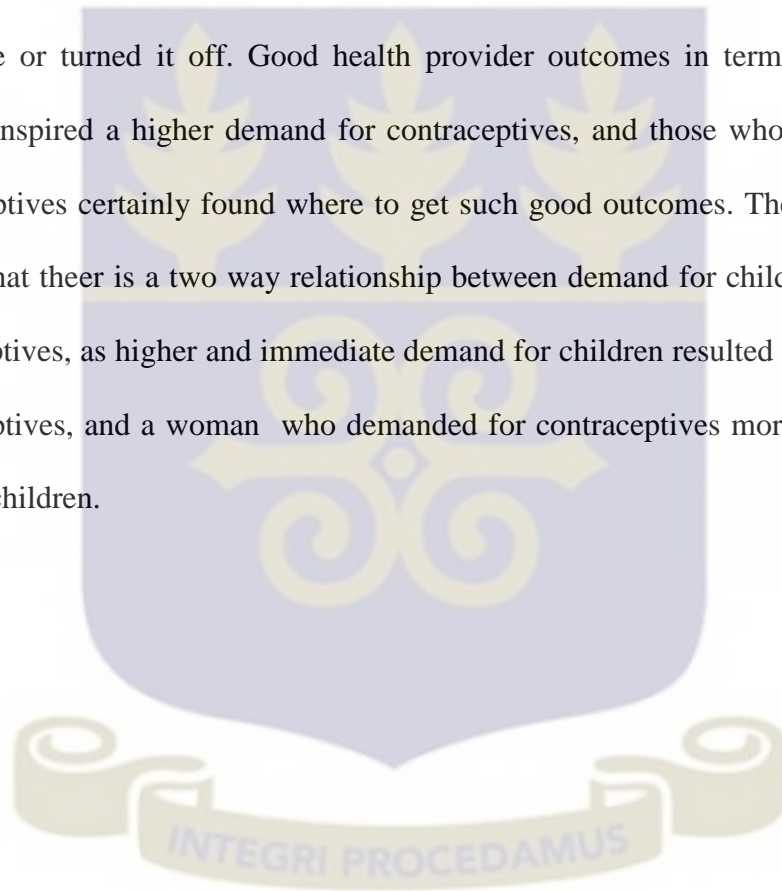 e or turned it off. Good health provider outcomes in term
nspired a higher demand for contraceptives, and those who
ptives certainly found where to get such good outcomes. The
hat theer is a two way relationship between demand for child
ptives, as higher and immediate demand for children resulted
ptives, and a woman who demanded for contraceptives mor
children.
INTEGRI PROCEDAMUS